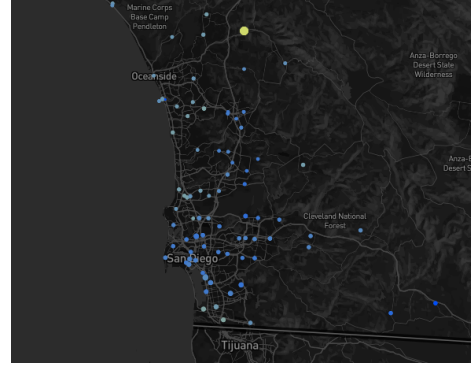 Marine Corps
Base Camp
Pendleton
Oceanside
Anza-Borrego
Desert State
Wilderness
Anza-B
Desert S
Cleveland National
Forest
San Diego
Tijuana